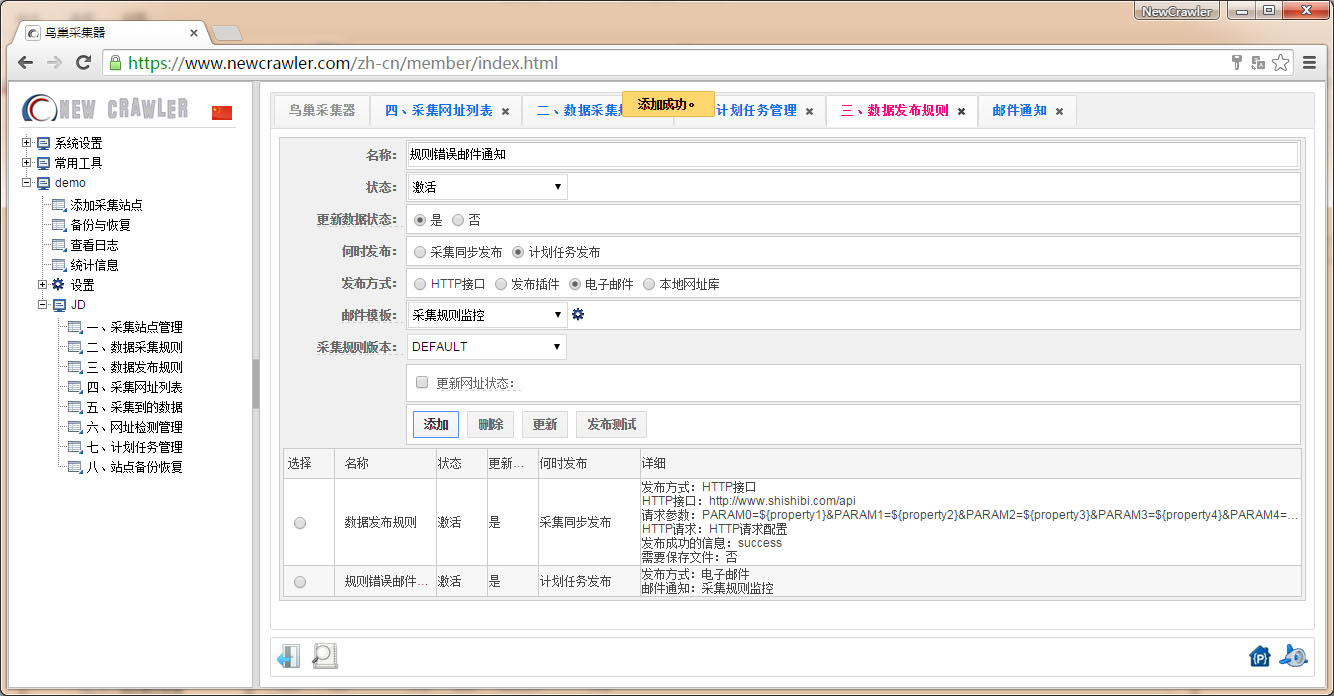 NewCrawler
鸟巢采集器
https://www.newcrawler.com/zh-cn/member/index.html
NEW CRAWLER
系统设置
常用工具
demo
添加采集站点
备份与恢复
查看日志
统计信息
设置
JD
一、采集站点管理
二、数据采集规则
三、数据发布规则
四、采集网址列表
五、采集到的数据
六、网址检测管理
七、计划任务管理
八、站点备份恢复
鸟巢采集器 四、采集网址列表 二、数据采集 计划任务管理 三、数据发布规则 邮件通知
添加成功。
名称: 规则错误邮件通知
状态: 激活
更新数据状态: 是 否
何时发布: 采集同步发布 计划任务发布
发布方式: HTTP接口 发布插件 电子邮件 本地网址库
邮件模板: 采集规则监控
采集规则版本: DEFAULT
更新网址状态:
添加 删除 更新 发布测试
选择 名称 状态 更新... 何时发布 详细
数据发布规则 激活 是 采集同步发布
发布方式: HTTP接口
HTTP接口: http://www.shishibi.com/api
请求参数: PARAM0=${property1}&PARAM1=${property2}&PARAM2=${property3}&PARAM3=${property4}&PARAM4=...
HTTP请求: HTTP请求配置
发布成功的信息: success
需要保存文件: 否
规则错误邮件... 激活 是 计划任务发布
发布方式: 电子邮件
邮件通知: 采集规则监控